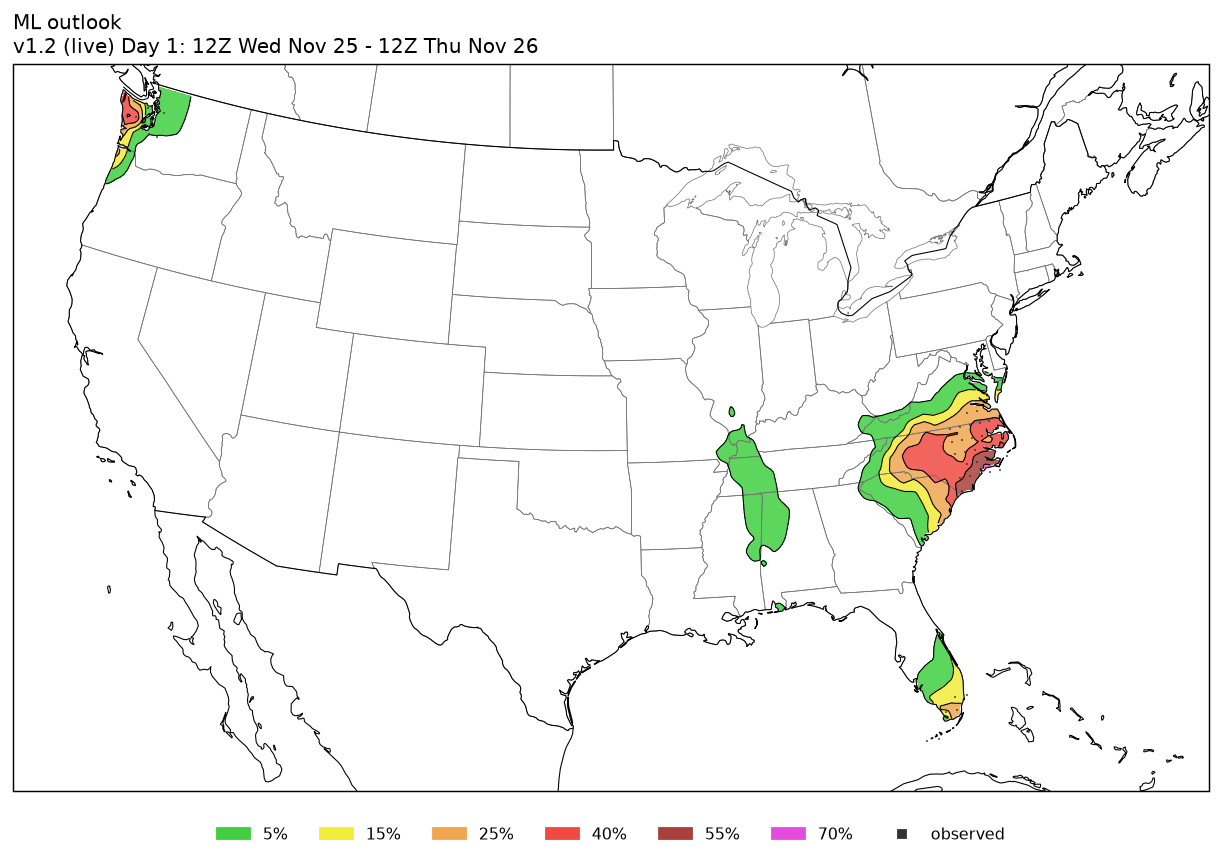 ML outlook
v1.2 (live) Day 1: 12Z Wed Nov 25 - 12Z Thu Nov 26
5% 15% 25% 40% 55% 70% observed